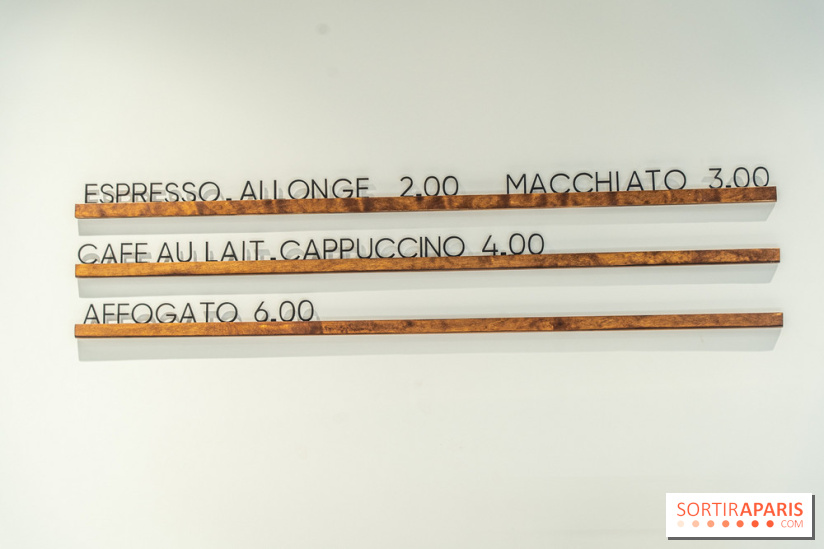 ESPRESSO - ALLONGE 2.00 MACCHIATO 3.00
CAFE AU LAIT - CAPPUCCINO 4.00
AFFOGATO 6.00
SORTIRAPARIS
.COM